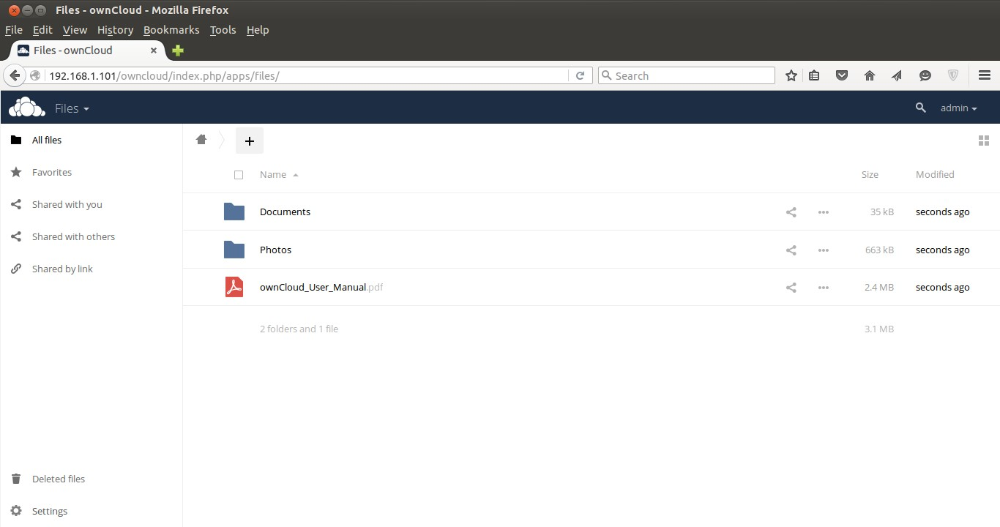 Files - ownCloud - Mozilla Firefox
File Edit View History Bookmarks Tools Help
Files - ownCloud
192.168.1.101/owncloud/index.php/apps/files/
Search
Files
admin
All files
Favorites
Shared with you
Shared with others
Shared by link
Deleted files
Settings
Name Size Modified
Documents 35 kB seconds ago
Photos 663 kB seconds ago
ownCloud_User_Manual.pdf 2.4 MB seconds ago
2 folders and 1 file 3.1 MB